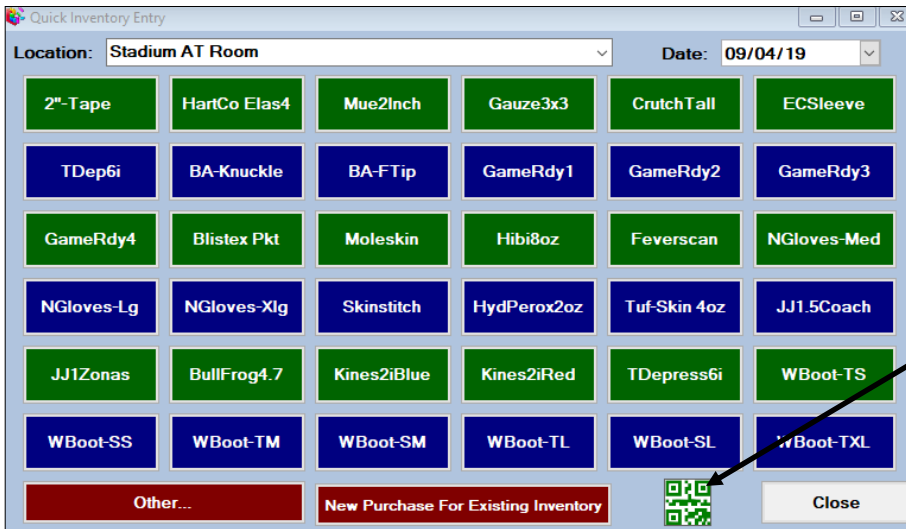 Quick Inventory Entry
Location: Stadium AT Room Date: 09/04/19
2"-Tape HartCo Elas4 Mue2Inch Gauze3x3 CrutchTall ECSleeve
TDep6i BA-Knuckle BA-FTip GameRdy1 GameRdy2 GameRdy3
GameRdy4 Blistex Pkt Moleskin Hibi8oz Feverscan NGloves-Med
NGloves-Lg NGloves-Xlg Skinstitch HydPerox2oz Tuf-Skin 4oz JJ1.5Coach
JJ1Zonas BullFrog4.7 Kines2iBlue Kines2iRed TDepress6i WBoot-TS
WBoot-SS WBoot-TM WBoot-SM WBoot-TL WBoot-SL WBoot-TXL
Other... New Purchase For Existing Inventory Close